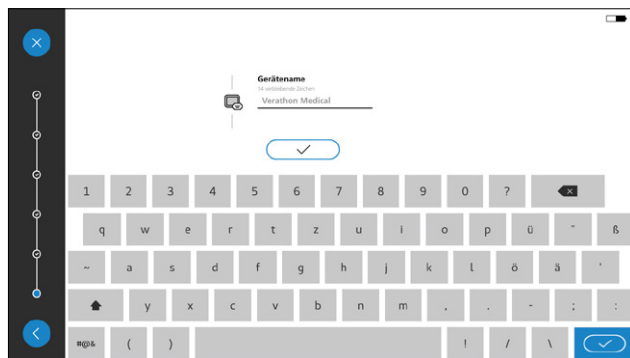 Gerätename
14 verbleibende Zeichen
Verathon Medical
1 2 3 4 5 6 7 8 9 0 ?
q w e r t z u i o p ü ß
~ a s d f g h j k l ö ä '
y x c v b n m , . - ; :
#@& ( ) ! / \